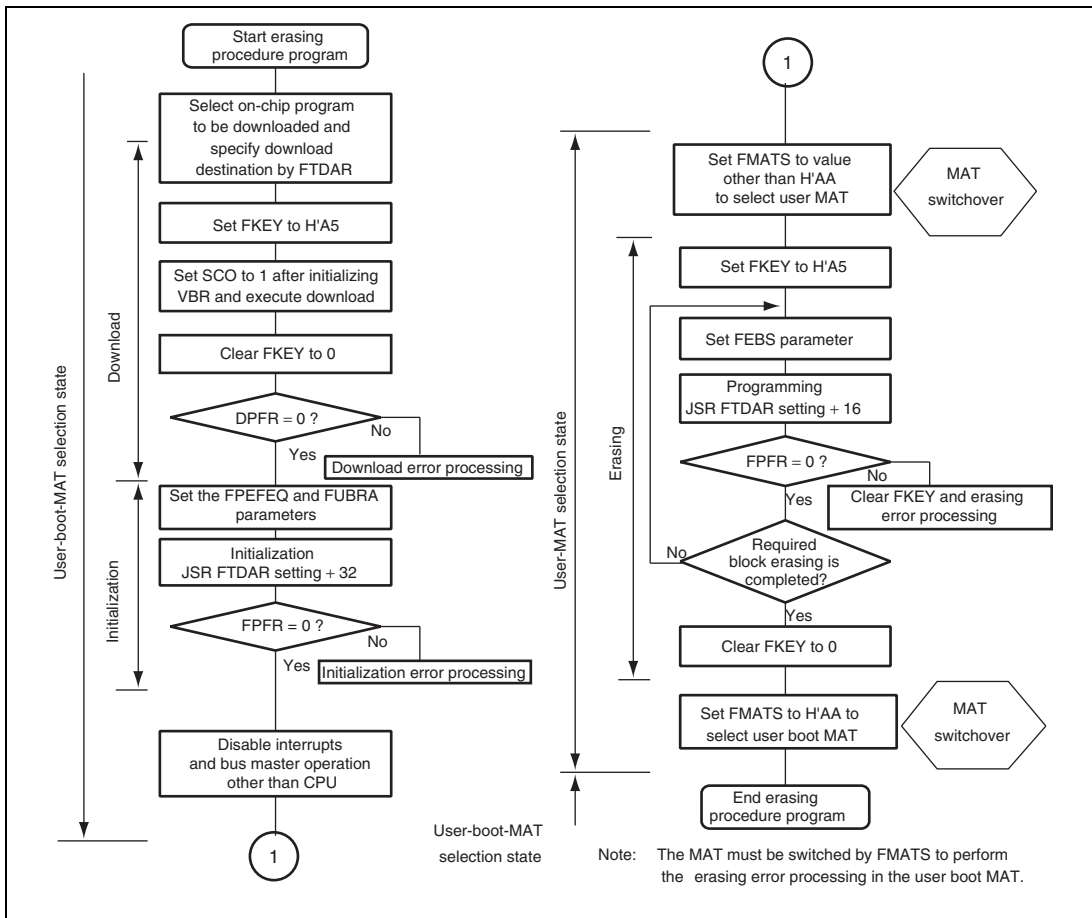 Start erasing
procedure program
Select on-chip program
to be downloaded and
specify download
destination by FTDAR
Set FKEY to H'A5
Set SCO to 1 after initializing
VBR and execute download
Clear FKEY to 0
DPFR = 0 ?
No
Yes
Download error processing
Set the FPEFEQ and FUBRA
parameters
Initialization
JSR FTDAR setting + 32
FPFR = 0 ?
No
Yes
Initialization error processing
Disable interrupts
and bus master operation
other than CPU
1
User-boot-MAT selection state
Download
Initialization
1
Set FMATS to value
other than H'AA
to select user MAT
MAT
switchover
Set FKEY to H'A5
Set FEBS parameter
Programming
JSR FTDAR setting + 16
FPFR = 0 ?
No
Yes
Clear FKEY and erasing
error processing
Required
block erasing is
completed?
No
Yes
Clear FKEY to 0
Set FMATS to H'AA to
select user boot MAT
MAT
switchover
End erasing
procedure program
User-MAT selection state
Erasing
User-boot-MAT
selection state
Note: The MAT must be switched by FMATS to perform
the erasing error processing in the user boot MAT.